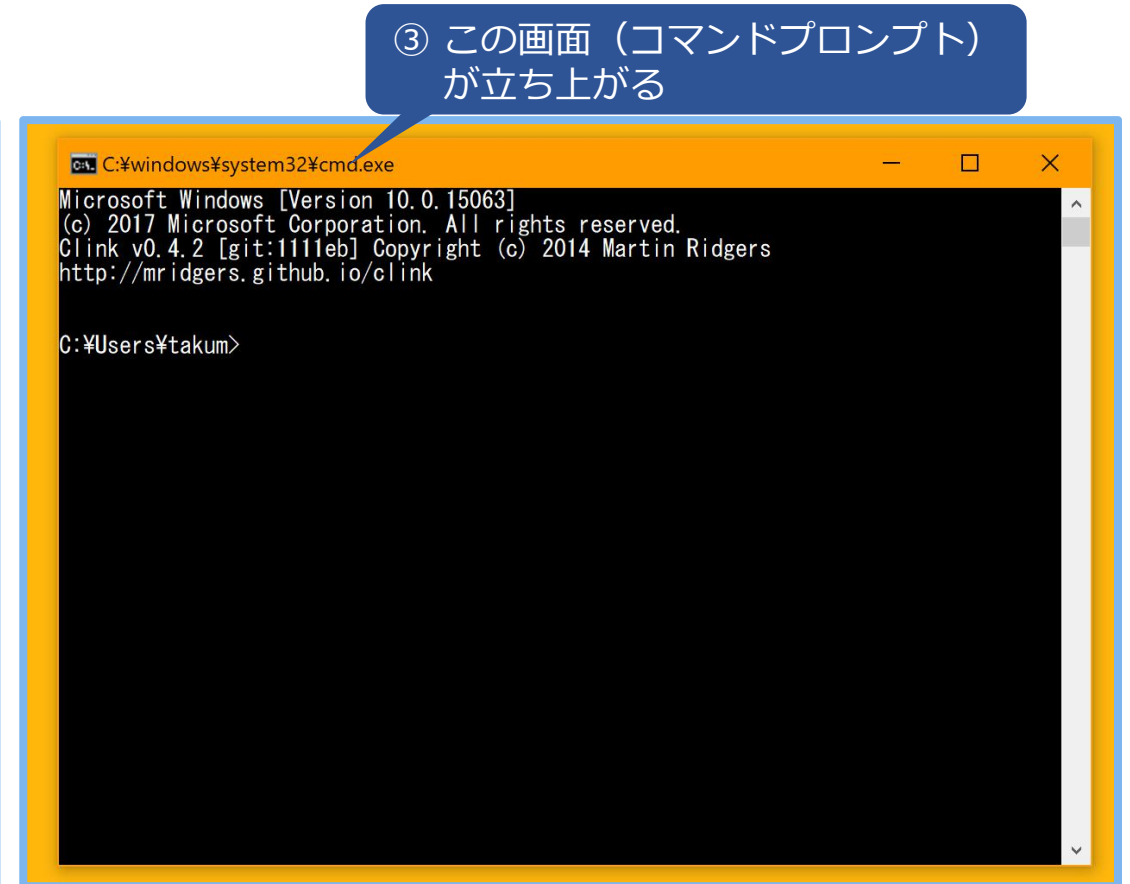 ③ この画面（コマンドプロンプト）
が立ち上がる
C:¥windows¥system32¥cmd.exe
Microsoft Windows [Version 10.0.15063]
(c) 2017 Microsoft Corporation. All rights reserved.
Clink v0.4.2 [git:1111eb] Copyright (c) 2014 Martin Ridgers
http://mridgers.github.io/clink
C:¥Users¥takum>